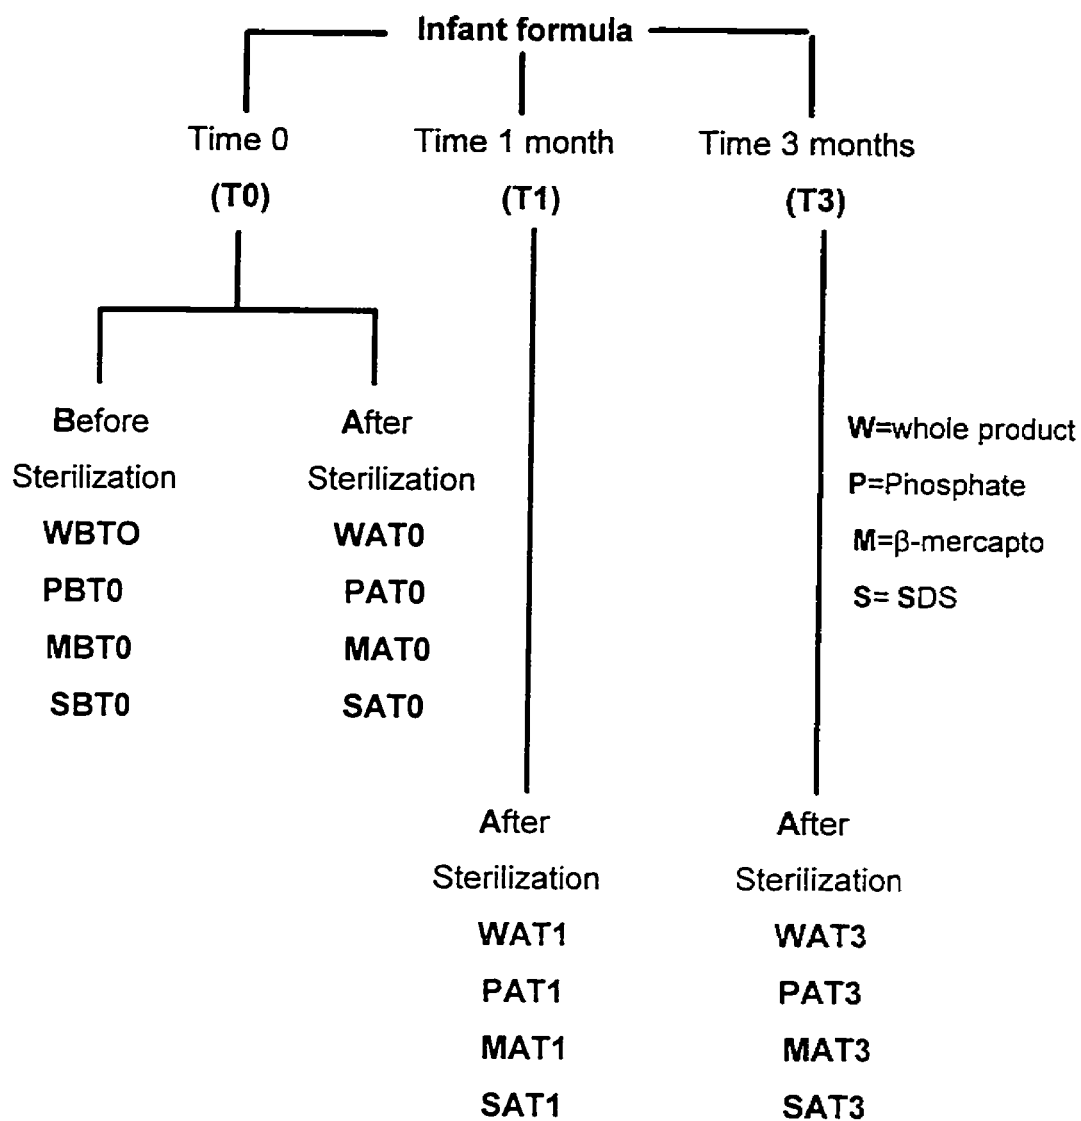 Infant formula
Time 0
(T0)
Time 1 month
(T1)
Time 3 months
(T3)
Before
Sterilization
WBTO
PBT0
MBT0
SBT0
After
Sterilization
WAT0
PAT0
MAT0
SAT0
W=whole product
P=Phosphate
M=β-mercapto
S= SDS
After
Sterilization
WAT1
PAT1
MAT1
SAT1
After
Sterilization
WAT3
PAT3
MAT3
SAT3